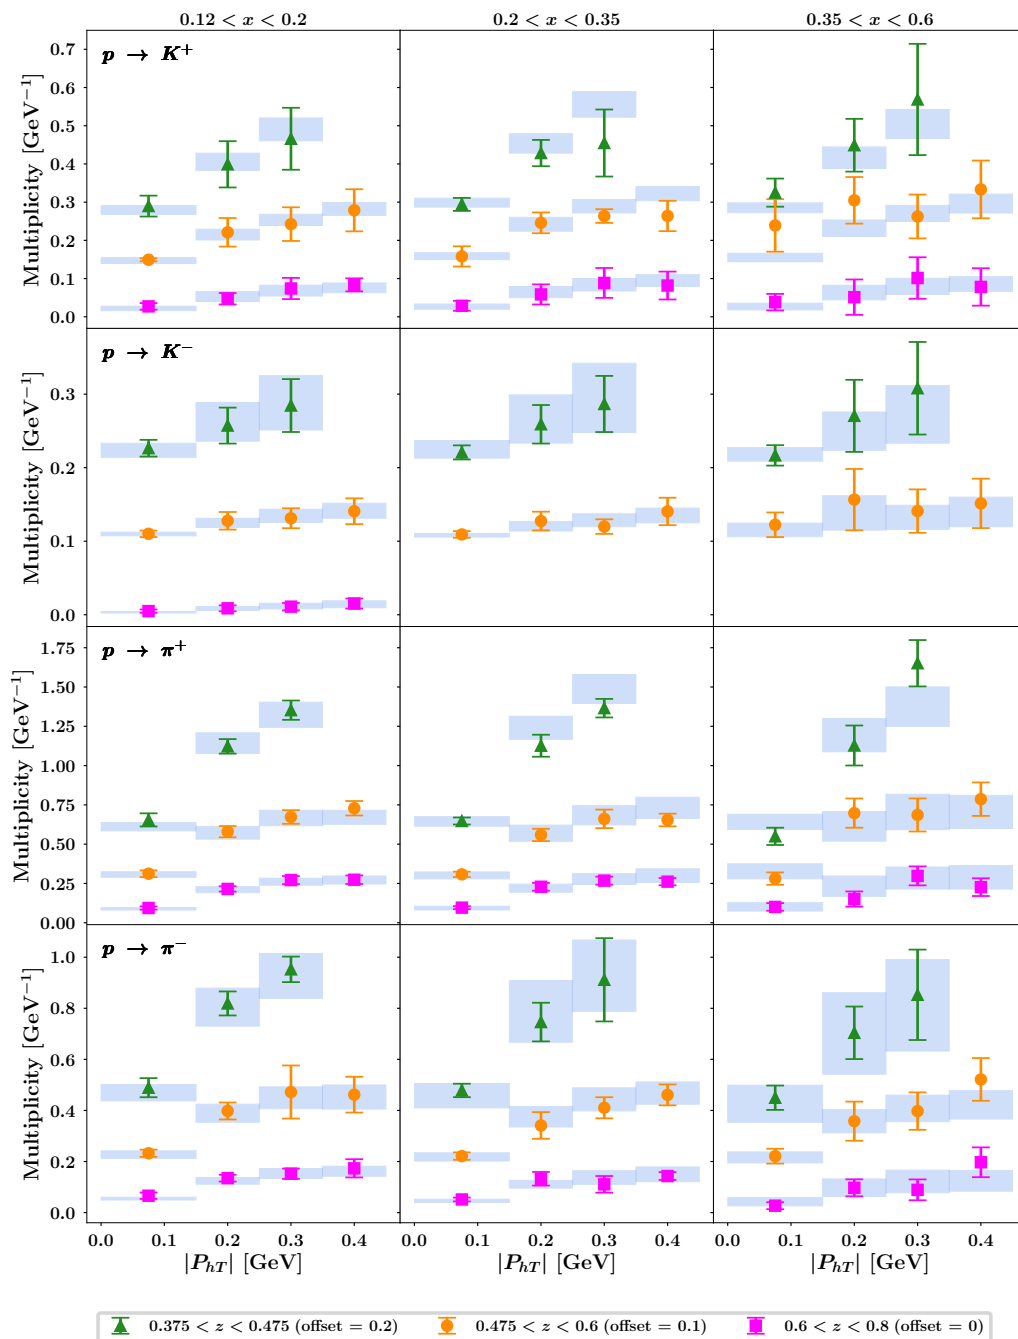 0.12 < x < 0.2 0.2 < x < 0.35 0.35 < x < 0.6
p → K⁺
Multiplicity [GeV⁻¹]
0.7
0.6
0.5
0.4
0.3
0.2
0.1
0.0
p → K⁻
Multiplicity [GeV⁻¹]
0.3
0.2
0.1
0.0
p → π⁺
Multiplicity [GeV⁻¹]
1.75
1.50
1.25
1.00
0.75
0.50
0.25
0.00
p → π⁻
Multiplicity [GeV⁻¹]
1.0
0.8
0.6
0.4
0.2
0.0
0.0 0.1 0.2 0.3 0.4 0.0 0.1 0.2 0.3 0.4 0.0 0.1 0.2 0.3 0.4
|P_hT| [GeV] |P_hT| [GeV] |P_hT| [GeV]
0.375 < z < 0.475 (offset = 0.2) 0.475 < z < 0.6 (offset = 0.1) 0.6 < z < 0.8 (offset = 0)